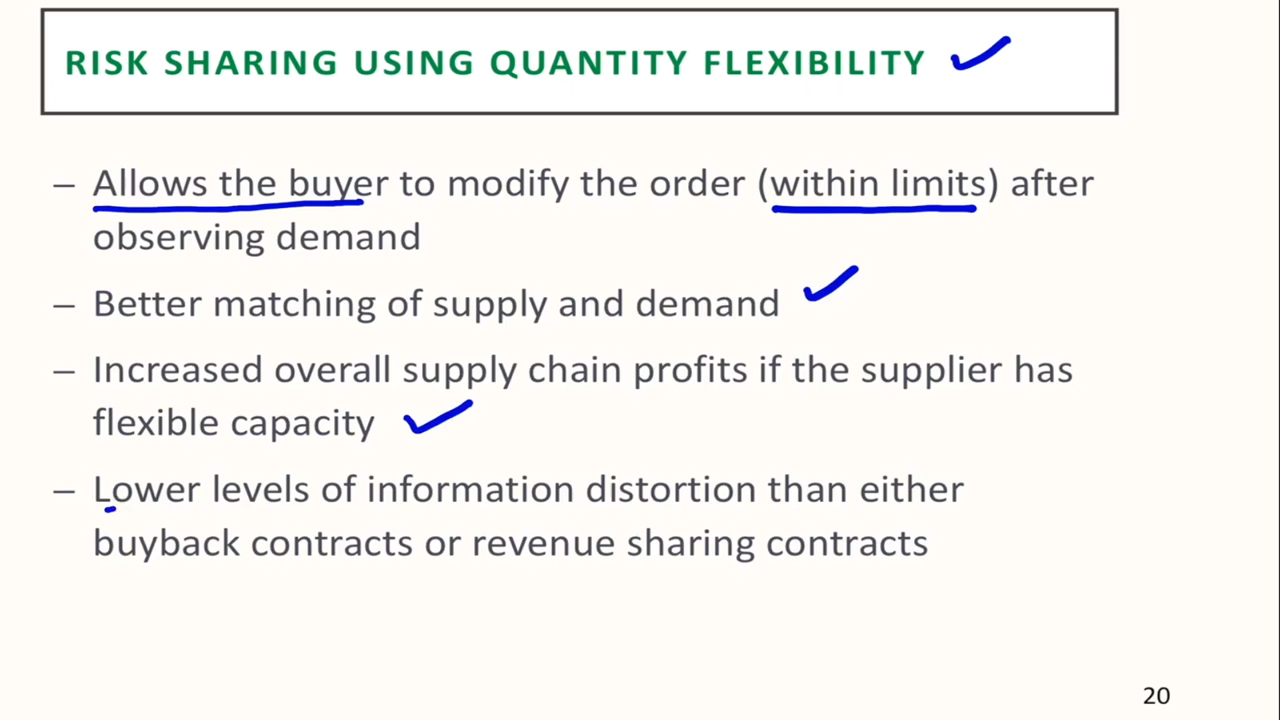 RISK SHARING USING QUANTITY FLEXIBILITY
– Allows the buyer to modify the order (within limits) after
observing demand
– Better matching of supply and demand
– Increased overall supply chain profits if the supplier has
flexible capacity
– Lower levels of information distortion than either
buyback contracts or revenue sharing contracts
20